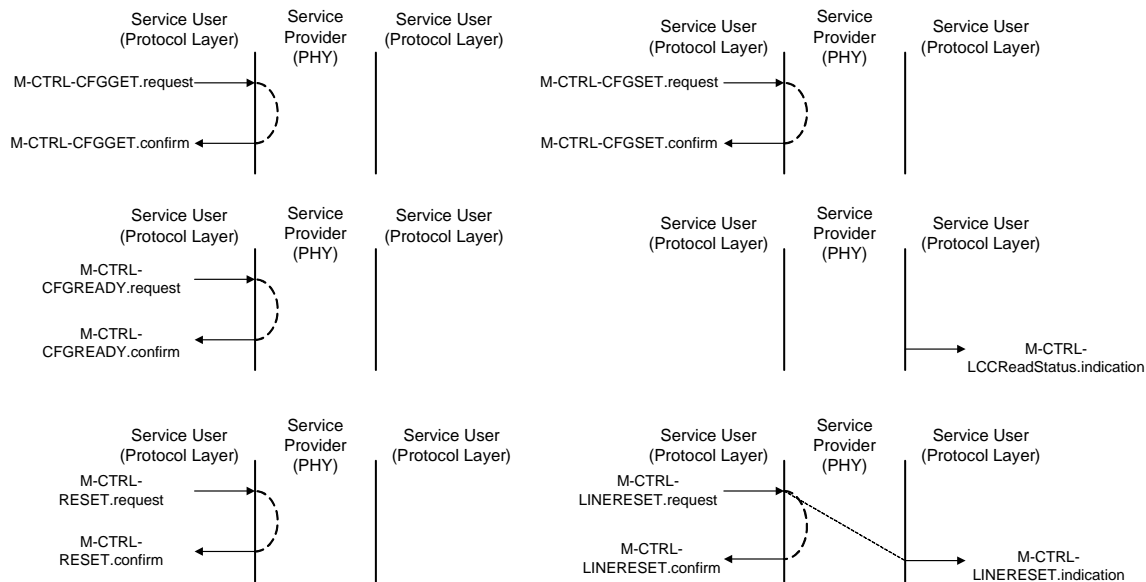 Service User
(Protocol Layer)
Service
Provider
(PHY)
Service User
(Protocol Layer)
M-CTRL-CFGGET.request
M-CTRL-CFGGET.confirm
Service User
(Protocol Layer)
Service
Provider
(PHY)
Service User
(Protocol Layer)
M-CTRL-CFGSET.request
M-CTRL-CFGSET.confirm
Service User
(Protocol Layer)
Service
Provider
(PHY)
Service User
(Protocol Layer)
M-CTRL-
CFGREADY.request
M-CTRL-
CFGREADY.confirm
Service User
(Protocol Layer)
Service
Provider
(PHY)
Service User
(Protocol Layer)
M-CTRL-
LCCReadStatus.indication
Service User
(Protocol Layer)
Service
Provider
(PHY)
Service User
(Protocol Layer)
M-CTRL-
RESET.request
M-CTRL-
RESET.confirm
Service User
(Protocol Layer)
Service
Provider
(PHY)
Service User
(Protocol Layer)
M-CTRL-
LINERESET.request
M-CTRL-
LINERESET.confirm
M-CTRL-
LINERESET.indication